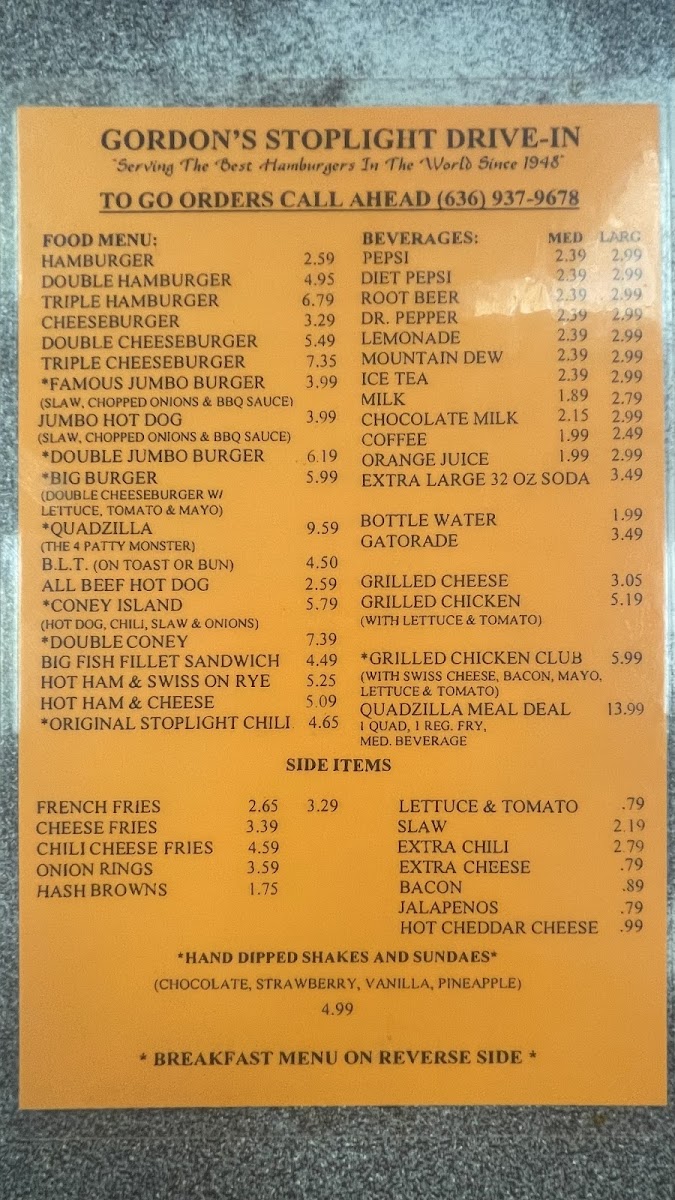 GORDON'S STOPLIGHT DRIVE-IN
"Serving The Best Hamburgers In The World Since 1948"
TO GO ORDERS CALL AHEAD (636) 937-9678
FOOD MENU:
HAMBURGER 2.59
DOUBLE HAMBURGER 4.95
TRIPLE HAMBURGER 6.79
CHEESEBURGER 3.29
DOUBLE CHEESEBURGER 5.49
TRIPLE CHEESEBURGER 7.35
*FAMOUS JUMBO BURGER 3.99
(SLAW, CHOPPED ONIONS & BBQ SAUCE)
JUMBO HOT DOG 3.99
(SLAW, CHOPPED ONIONS & BBQ SAUCE)
*DOUBLE JUMBO BURGER 6.19
*BIG BURGER 5.99
(DOUBLE CHEESEBURGER W/
LETTUCE, TOMATO & MAYO)
*QUADZILLA 9.59
(THE 4 PATTY MONSTER)
B.L.T. (ON TOAST OR BUN) 4.50
ALL BEEF HOT DOG 2.59
*CONEY ISLAND 5.79
(HOT DOG, CHILI, SLAW & ONIONS)
*DOUBLE CONEY 7.39
BIG FISH FILLET SANDWICH 4.49
HOT HAM & SWISS ON RYE 5.25
HOT HAM & CHEESE 5.09
*ORIGINAL STOPLIGHT CHILI 4.65
BEVERAGES: MED LARG
PEPSI 2.39 2.99
DIET PEPSI 2.39 2.99
ROOT BEER 2.39 2.99
DR. PEPPER 2.39 2.99
LEMONADE 2.39 2.99
MOUNTAIN DEW 2.39 2.99
ICE TEA 2.39 2.99
MILK 1.89 2.79
CHOCOLATE MILK 2.15 2.99
COFFEE 1.99 2.49
ORANGE JUICE 1.99 2.99
EXTRA LARGE 32 OZ SODA 3.49
BOTTLE WATER 1.99
GATORADE 3.49
GRILLED CHEESE 3.05
GRILLED CHICKEN 5.19
(WITH LETTUCE & TOMATO)
*GRILLED CHICKEN CLUB 5.99
(WITH SWISS CHEESE, BACON, MAYO,
LETTUCE & TOMATO)
QUADZILLA MEAL DEAL 13.99
1 QUAD, 1 REG. FRY,
MED. BEVERAGE
SIDE ITEMS
FRENCH FRIES 2.65 3.29
CHEESE FRIES 3.39
CHILI CHEESE FRIES 4.59
ONION RINGS 3.59
HASH BROWNS 1.75
LETTUCE & TOMATO .79
SLAW 2.19
EXTRA CHILI 2.79
EXTRA CHEESE .79
BACON .89
JALAPENOS .79
HOT CHEDDAR CHEESE .99
*HAND DIPPED SHAKES AND SUNDAES*
(CHOCOLATE, STRAWBERRY, VANILLA, PINEAPPLE)
4.99
* BREAKFAST MENU ON REVERSE SIDE *